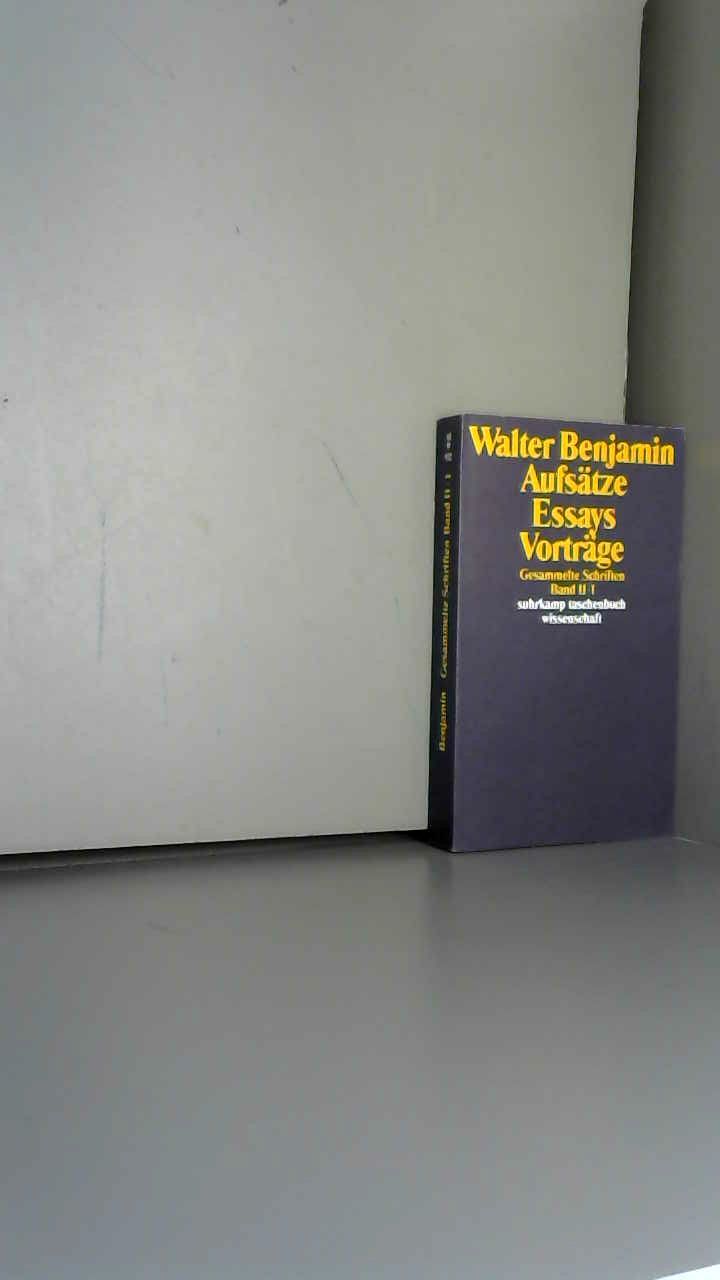 Walter Benjamin
Aufsätze
Essays
Vorträge
Gesammelte Schriften
Band II·1
suhrkamp taschenbuch
wissenschaft
Benjamin Gesammelte Schriften Band II·1